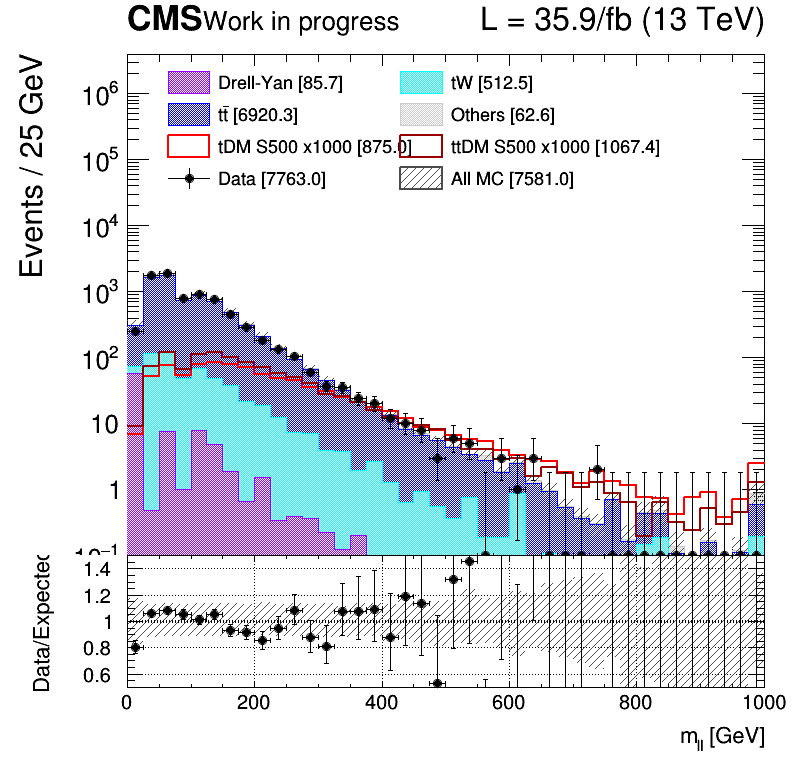 CMS Work in progress L = 35.9/fb (13 TeV)
Events / 25 GeV
Drell-Yan [85.7] tW [512.5]
tt̄ [6920.3] Others [62.6]
tDM S500 x1000 [875.0] ttDM S500 x1000 [1067.4]
Data [7763.0] All MC [7581.0]
10⁶
10⁵
10⁴
10³
10²
10
1
10⁻¹
Data/Expected
1.4
1.2
1
0.8
0.6
0 200 400 600 800 1000
m_ll [GeV]